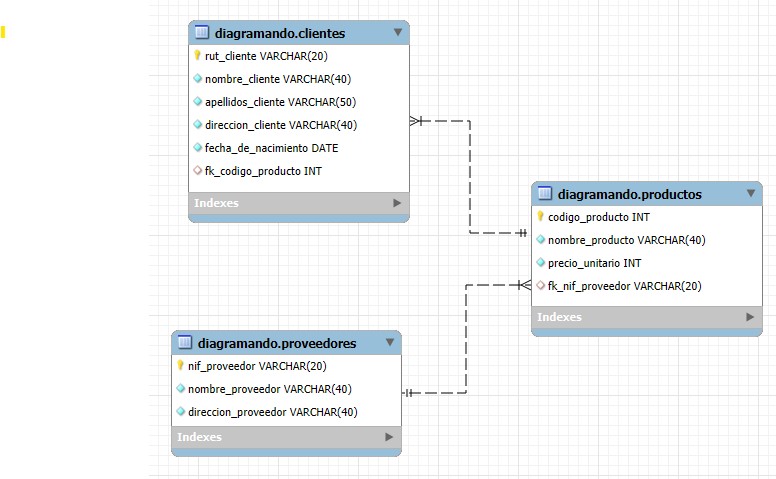 diagramando.clientes
rut_cliente VARCHAR(20)
nombre_cliente VARCHAR(40)
apellidos_cliente VARCHAR(50)
direccion_cliente VARCHAR(40)
fecha_de_nacimiento DATE
fk_codigo_producto INT
Indexes
diagramando.productos
codigo_producto INT
nombre_producto VARCHAR(40)
precio_unitario INT
fk_nif_proveedor VARCHAR(20)
Indexes
diagramando.proveedores
nif_proveedor VARCHAR(20)
nombre_proveedor VARCHAR(40)
direccion_proveedor VARCHAR(40)
Indexes